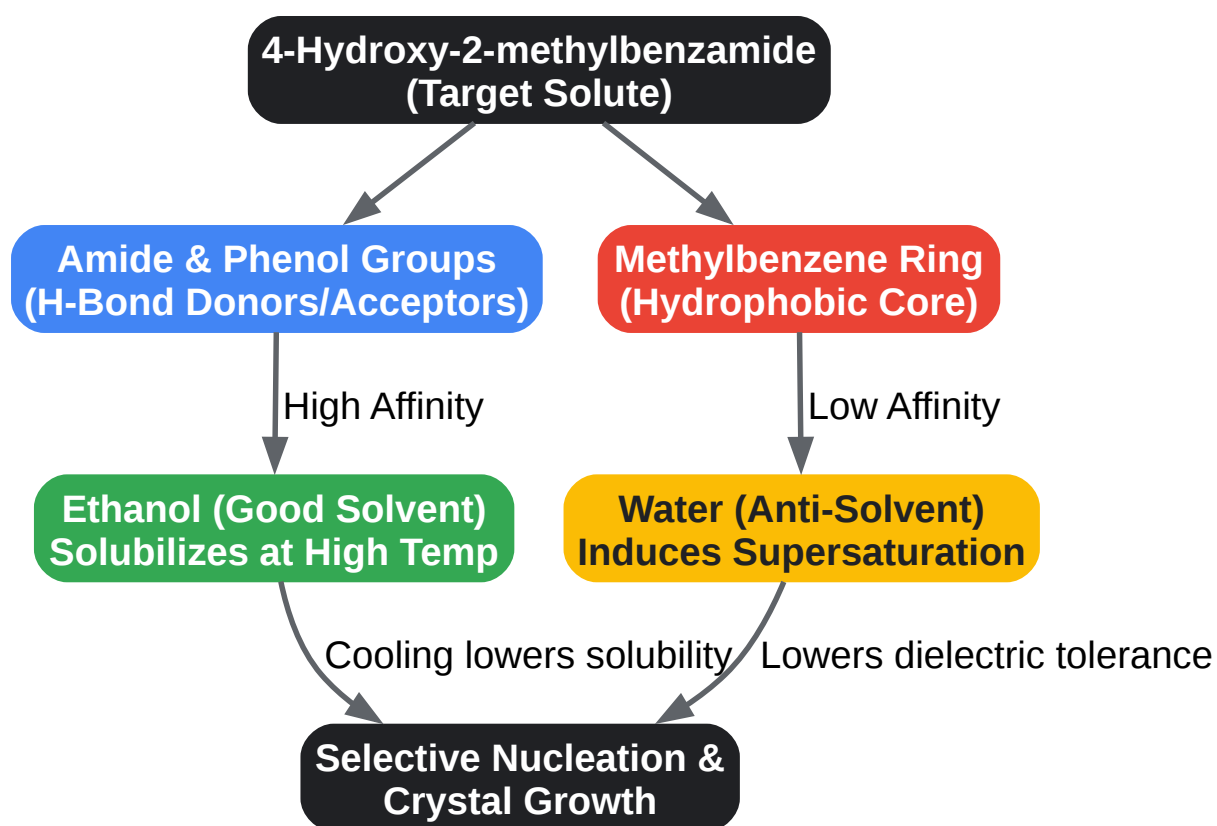 4-Hydroxy-2-methylbenzamide
(Target Solute)
Amide & Phenol Groups
(H-Bond Donors/Acceptors)
Methylbenzene Ring
(Hydrophobic Core)
High Affinity
Low Affinity
Ethanol (Good Solvent)
Solubilizes at High Temp
Water (Anti-Solvent)
Induces Supersaturation
Cooling lowers solubility
Lowers dielectric tolerance
Selective Nucleation &
Crystal Growth